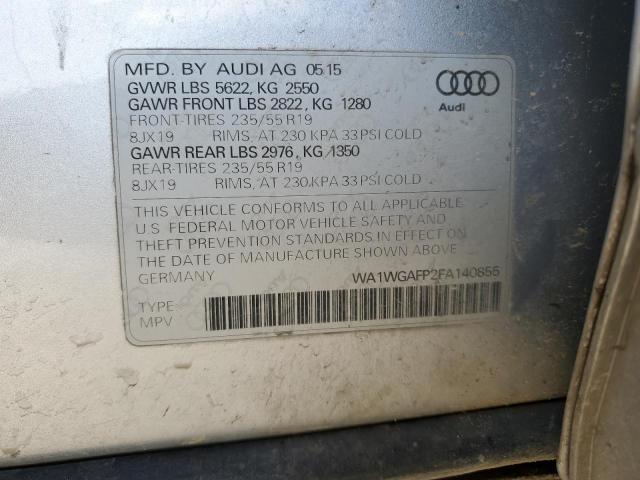 MFD. BY AUDI AG 05.15
GVWR LBS 5622, KG 2550
GAWR FRONT LBS 2822, KG 1280
FRONT-TIRES 235/55 R19
8JX19 RIMS, AT 230 KPA 33 PSI COLD
GAWR REAR LBS 2976, KG 1350
REAR-TIRES 235/55 R19
8JX19 RIMS, AT 230 KPA 33 PSI COLD
Audi
THIS VEHICLE CONFORMS TO ALL APPLICABLE
U.S. FEDERAL MOTOR VEHICLE SAFETY AND
THEFT PREVENTION STANDARDS IN EFFECT ON
THE DATE OF MANUFACTURE SHOWN ABOVE.
GERMANY WA1WGAFP2FA140855
TYPE
MPV